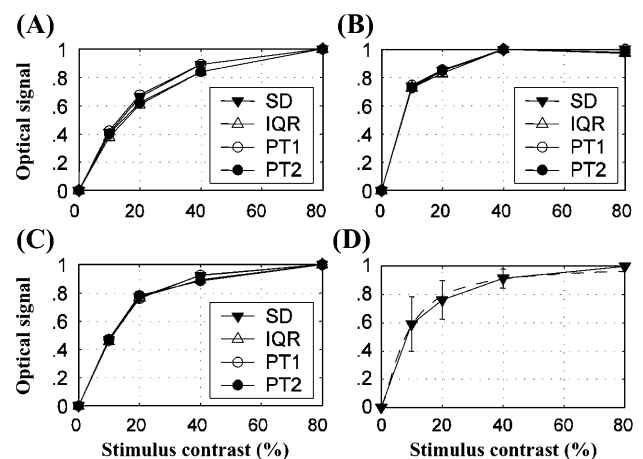 (A)
Optical signal
1
.8
.6
.4
.2
0
0 20 40 60 80
SD
IQR
PT1
PT2
(B)
1
.8
.6
.4
.2
0
0 20 40 60 80
SD
IQR
PT1
PT2
(C)
Optical signal
1
.8
.6
.4
.2
0
0 20 40 60 80
Stimulus contrast (%)
SD
IQR
PT1
PT2
(D)
1
.8
.6
.4
.2
0
0 20 40 60 80
Stimulus contrast (%)